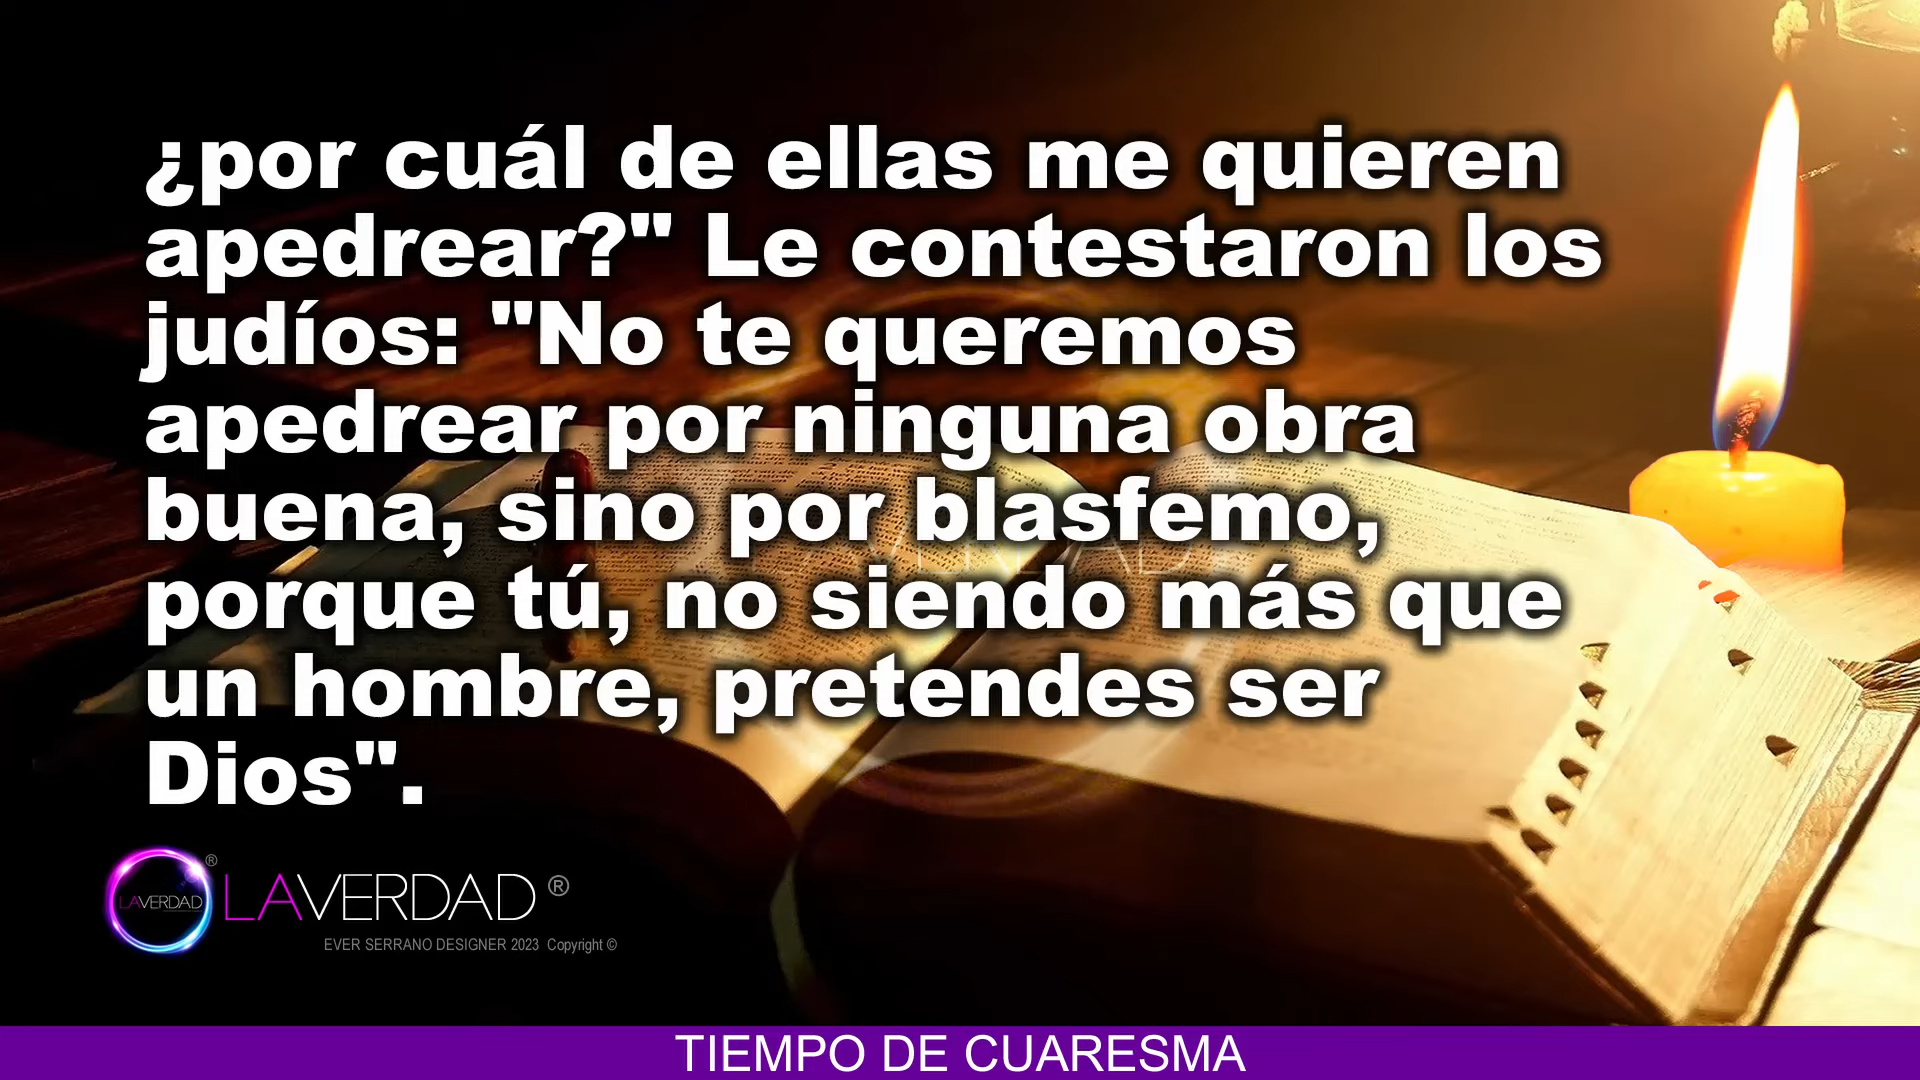 ¿por cuál de ellas me quieren
apedrear?" Le contestaron los
judíos: "No te queremos
apedrear por ninguna obra
buena, sino por blasfemo,
porque tú, no siendo más que
un hombre, pretendes ser
Dios".
LAVERDAD ®
LAVERDAD ®
EVER SERRANO DESIGNER 2023 Copyright ©
TIEMPO DE CUARESMA